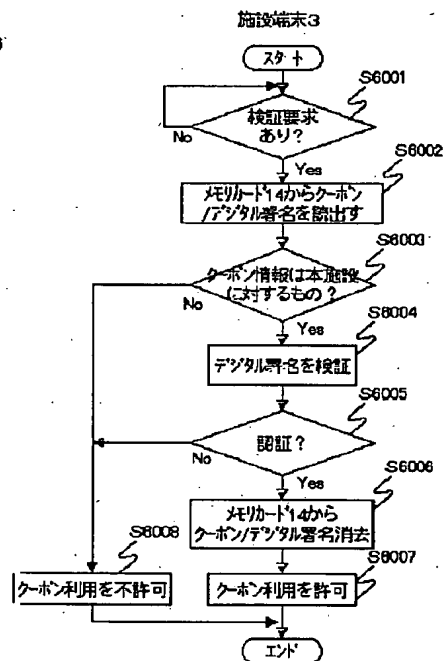 施設端末3
スタート
S6001
検証要求
あり?
No
Yes
S6002
メモリカード14からクーポン
/デジタル署名を読出す
S6003
クーポン情報は本施設
に対するもの?
No
Yes
S6004
デジタル署名を検証
S6005
認証?
No
Yes
S6006
メモリカード14から
クーポン/デジタル署名消去
S6008
S6007
クーポン利用を不許可
クーポン利用を許可
エンド